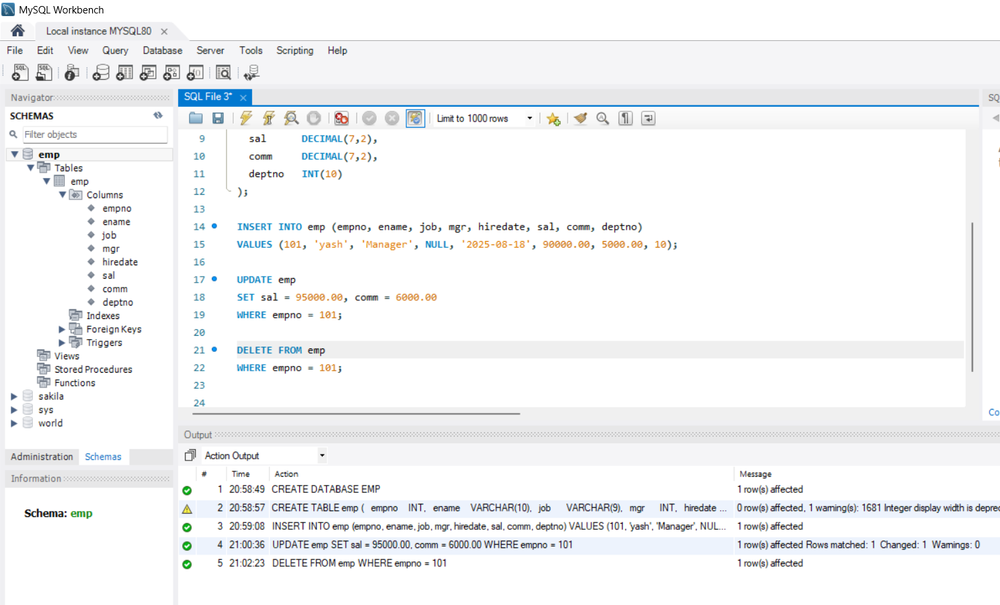 MySQL Workbench
Local instance MYSQL80
File Edit View Query Database Server Tools Scripting Help
Navigator
SCHEMAS
Filter objects
emp
Tables
emp
Columns
empno
ename
job
mgr
hiredate
sal
comm
deptno
Indexes
Foreign Keys
Triggers
Views
Stored Procedures
Functions
sakila
sys
world
Administration Schemas
Information
Schema: emp
SQL File 3*
SQ
Limit to 1000 rows
9 sal DECIMAL(7,2),
10 comm DECIMAL(7,2),
11 deptno INT(10)
12 );
13
14 INSERT INTO emp (empno, ename, job, mgr, hiredate, sal, comm, deptno)
15 VALUES (101, 'yash', 'Manager', NULL, '2025-08-18', 90000.00, 5000.00, 10);
16
17 UPDATE emp
18 SET sal = 95000.00, comm = 6000.00
19 WHERE empno = 101;
20
21 DELETE FROM emp
22 WHERE empno = 101;
23
24
Co
Output
Action Output
# Time Action Message
1 20:58:49 CREATE DATABASE EMP 1 row(s) affected
2 20:58:57 CREATE TABLE emp ( empno INT, ename VARCHAR(10), job VARCHAR(9), mgr INT, hiredate ... 0 row(s) affected, 1 warning(s): 1681 Integer display width is deprec
3 20:59:08 INSERT INTO emp (empno, ename, job, mgr, hiredate, sal, comm, deptno) VALUES (101, 'yash', 'Manager', NUL... 1 row(s) affected
4 21:00:36 UPDATE emp SET sal = 95000.00, comm = 6000.00 WHERE empno = 101 1 row(s) affected Rows matched: 1 Changed: 1 Warnings: 0
5 21:02:23 DELETE FROM emp WHERE empno = 101 1 row(s) affected